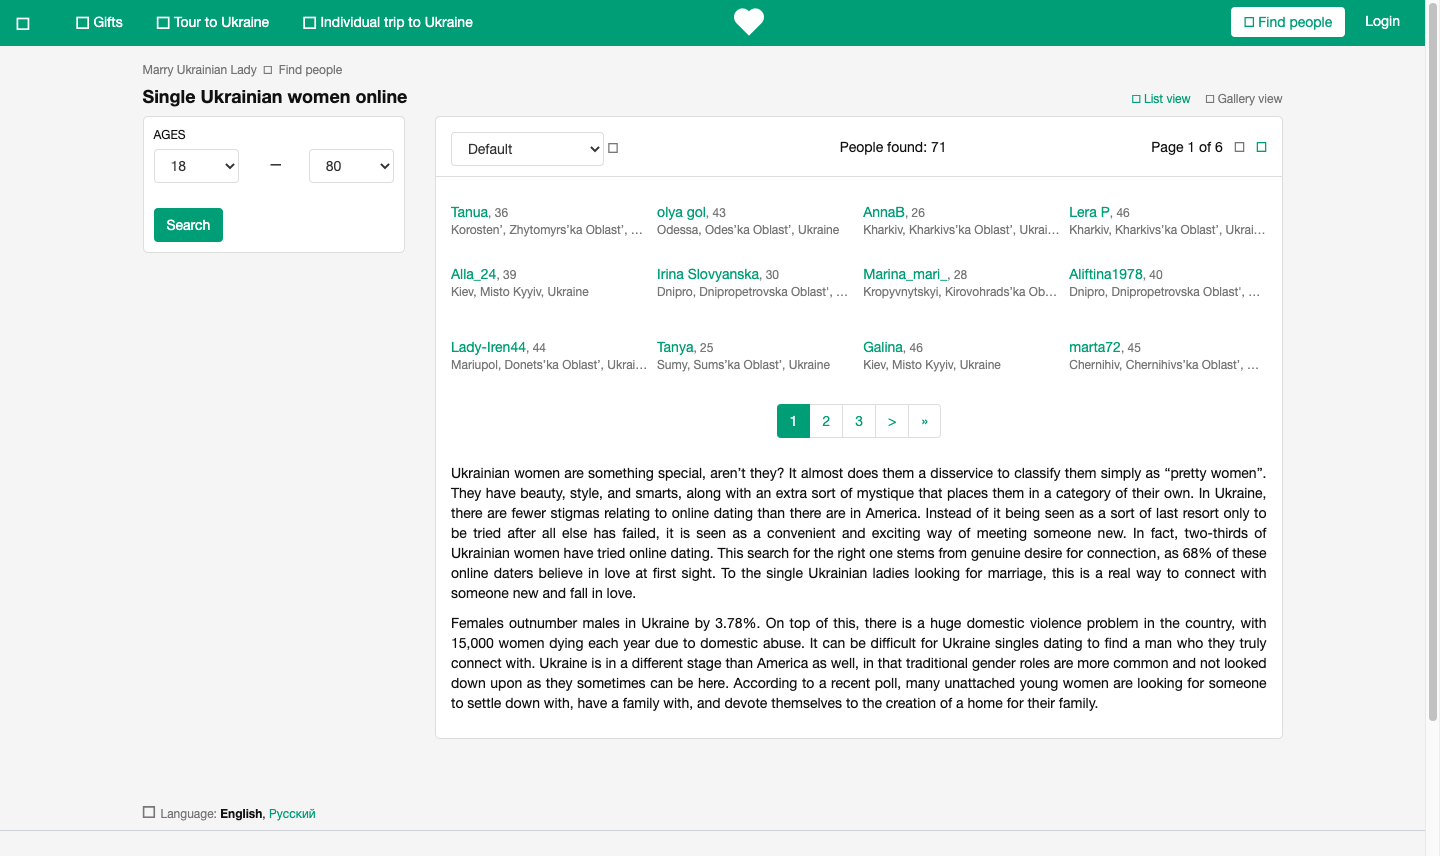 Gifts
Tour to Ukraine
Individual trip to Ukraine
Find people
Login
Marry Ukrainian Lady
Find people
Single Ukrainian women online
List view
Gallery view
AGES
18
–
80
Search
Default
People found: 71
Page 1 of 6
Tanua, 36
Korosten’, Zhytomyrs’ka Oblast’, ...
olya gol, 43
Odessa, Odes’ka Oblast’, Ukraine
AnnaB, 26
Kharkiv, Kharkivs’ka Oblast’, Ukrai...
Lera P, 46
Kharkiv, Kharkivs’ka Oblast’, Ukrai...
Alla_24, 39
Kiev, Misto Kyyiv, Ukraine
Irina Slovyanska, 30
Dnipro, Dnipropetrovska Oblast', ...
Marina_mari_, 28
Kropyvnytskyi, Kirovohrads’ka Ob...
Aliftina1978, 40
Dnipro, Dnipropetrovska Oblast', ...
Lady-Iren44, 44
Mariupol, Donets’ka Oblast’, Ukrai...
Tanya, 25
Sumy, Sums’ka Oblast’, Ukraine
Galina, 46
Kiev, Misto Kyyiv, Ukraine
marta72, 45
Chernihiv, Chernihivs’ka Oblast’, ...
1 2 3 > »
Ukrainian women are something special, aren’t they? It almost does them a disservice to classify them simply as “pretty women”.
They have beauty, style, and smarts, along with an extra sort of mystique that places them in a category of their own. In Ukraine,
there are fewer stigmas relating to online dating than there are in America. Instead of it being seen as a sort of last resort only to
be tried after all else has failed, it is seen as a convenient and exciting way of meeting someone new. In fact, two-thirds of
Ukrainian women have tried online dating. This search for the right one stems from genuine desire for connection, as 68% of these
online daters believe in love at first sight. To the single Ukrainian ladies looking for marriage, this is a real way to connect with
someone new and fall in love.
Females outnumber males in Ukraine by 3.78%. On top of this, there is a huge domestic violence problem in the country, with
15,000 women dying each year due to domestic abuse. It can be difficult for Ukraine singles dating to find a man who they truly
connect with. Ukraine is in a different stage than America as well, in that traditional gender roles are more common and not looked
down upon as they sometimes can be here. According to a recent poll, many unattached young women are looking for someone
to settle down with, have a family with, and devote themselves to the creation of a home for their family.
Language: English, Русский